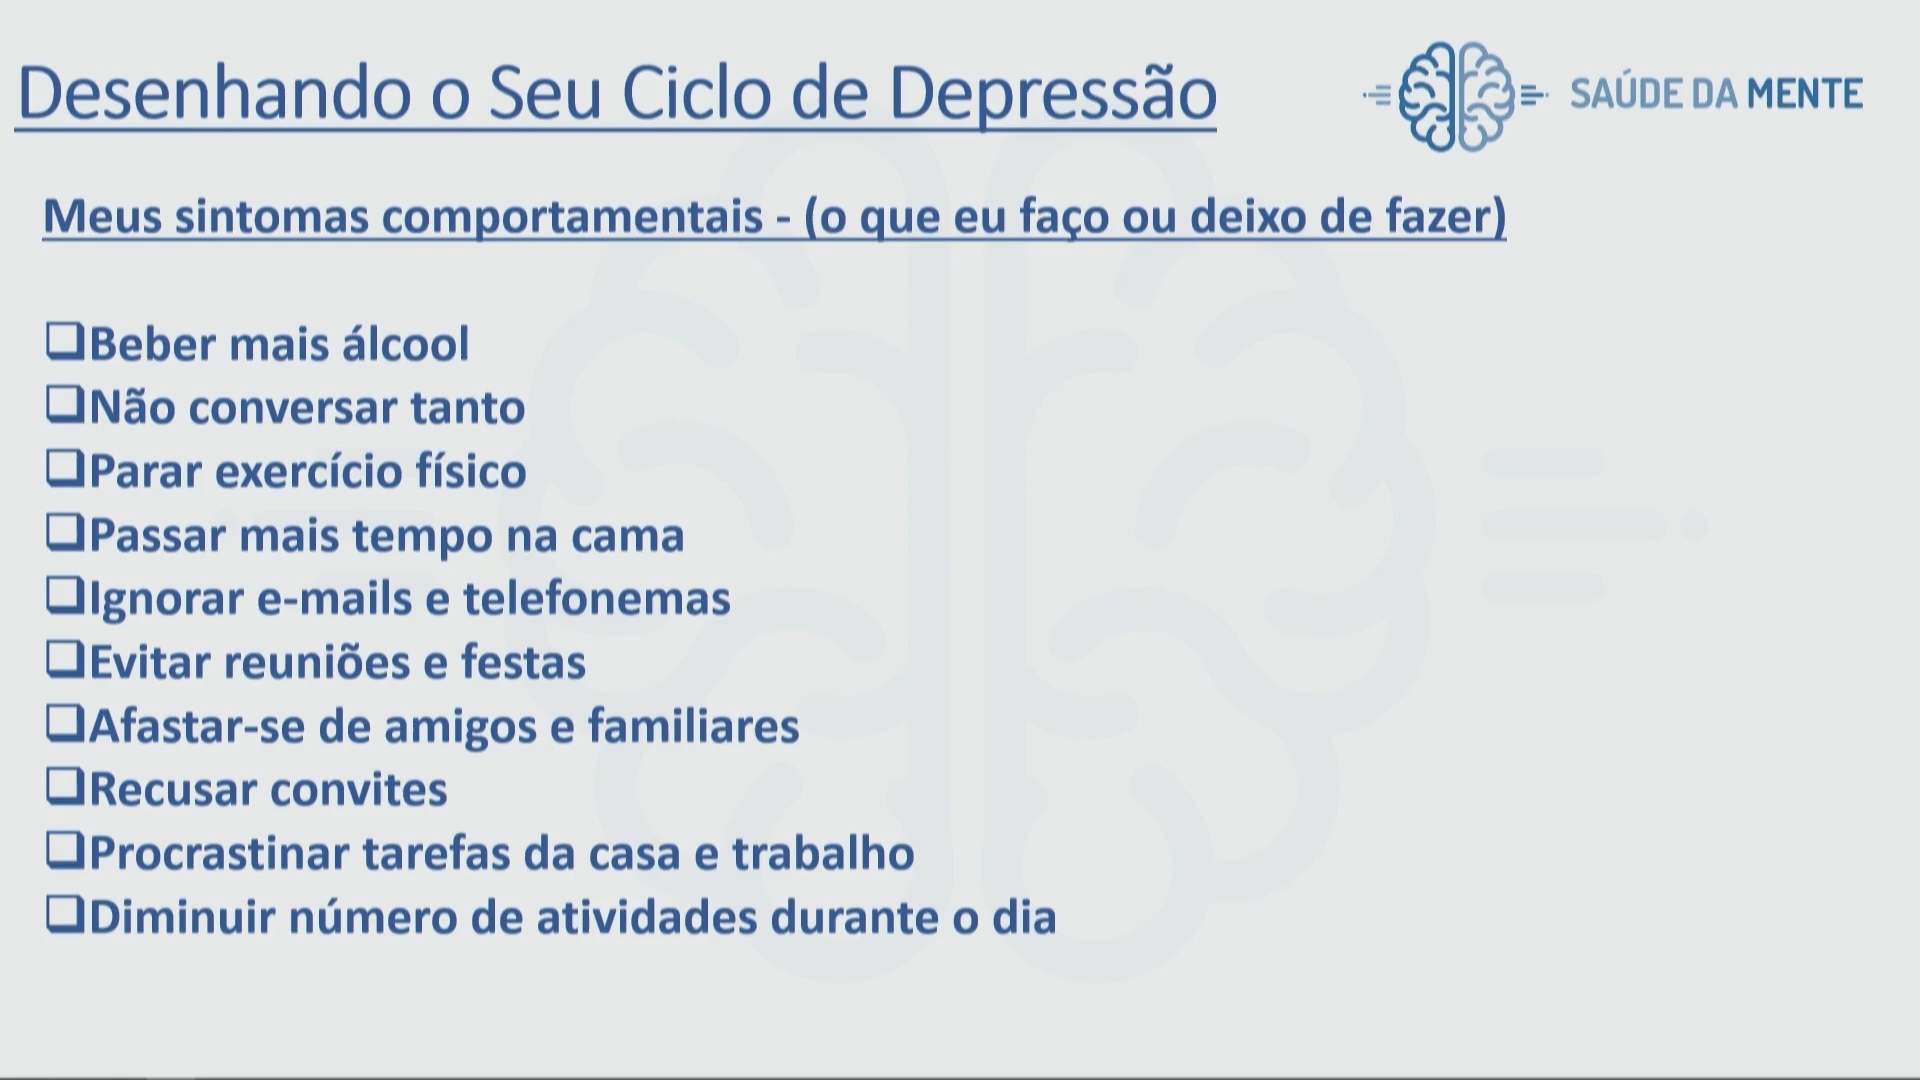 Desenhando o Seu Ciclo de Depressão
SAÚDE DA MENTE
Meus sintomas comportamentais - (o que eu faço ou deixo de fazer)
❑Beber mais álcool
❑Não conversar tanto
❑Parar exercício físico
❑Passar mais tempo na cama
❑Ignorar e-mails e telefonemas
❑Evitar reuniões e festas
❑Afastar-se de amigos e familiares
❑Recusar convites
❑Procrastinar tarefas da casa e trabalho
❑Diminuir número de atividades durante o dia